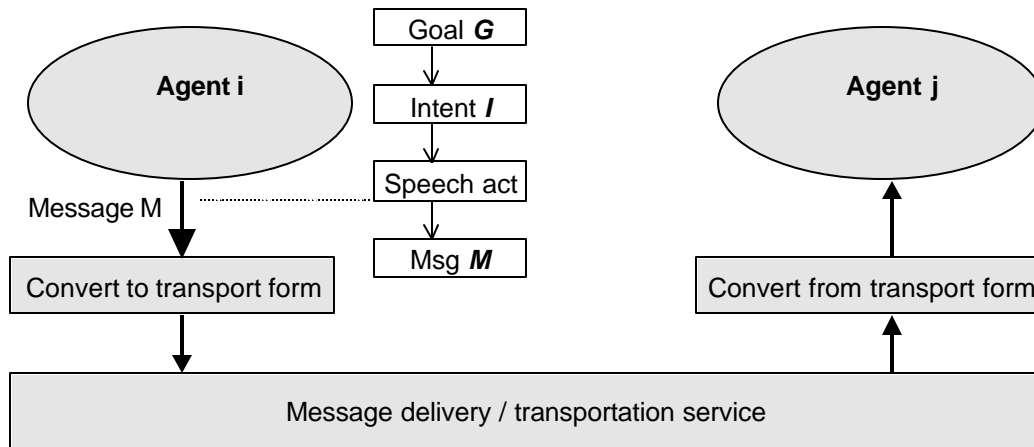 Goal G
Agent i
Agent j
Intent I
Speech act
Message M
Msg M
Convert to transport form
Convert from transport form
Message delivery / transportation service